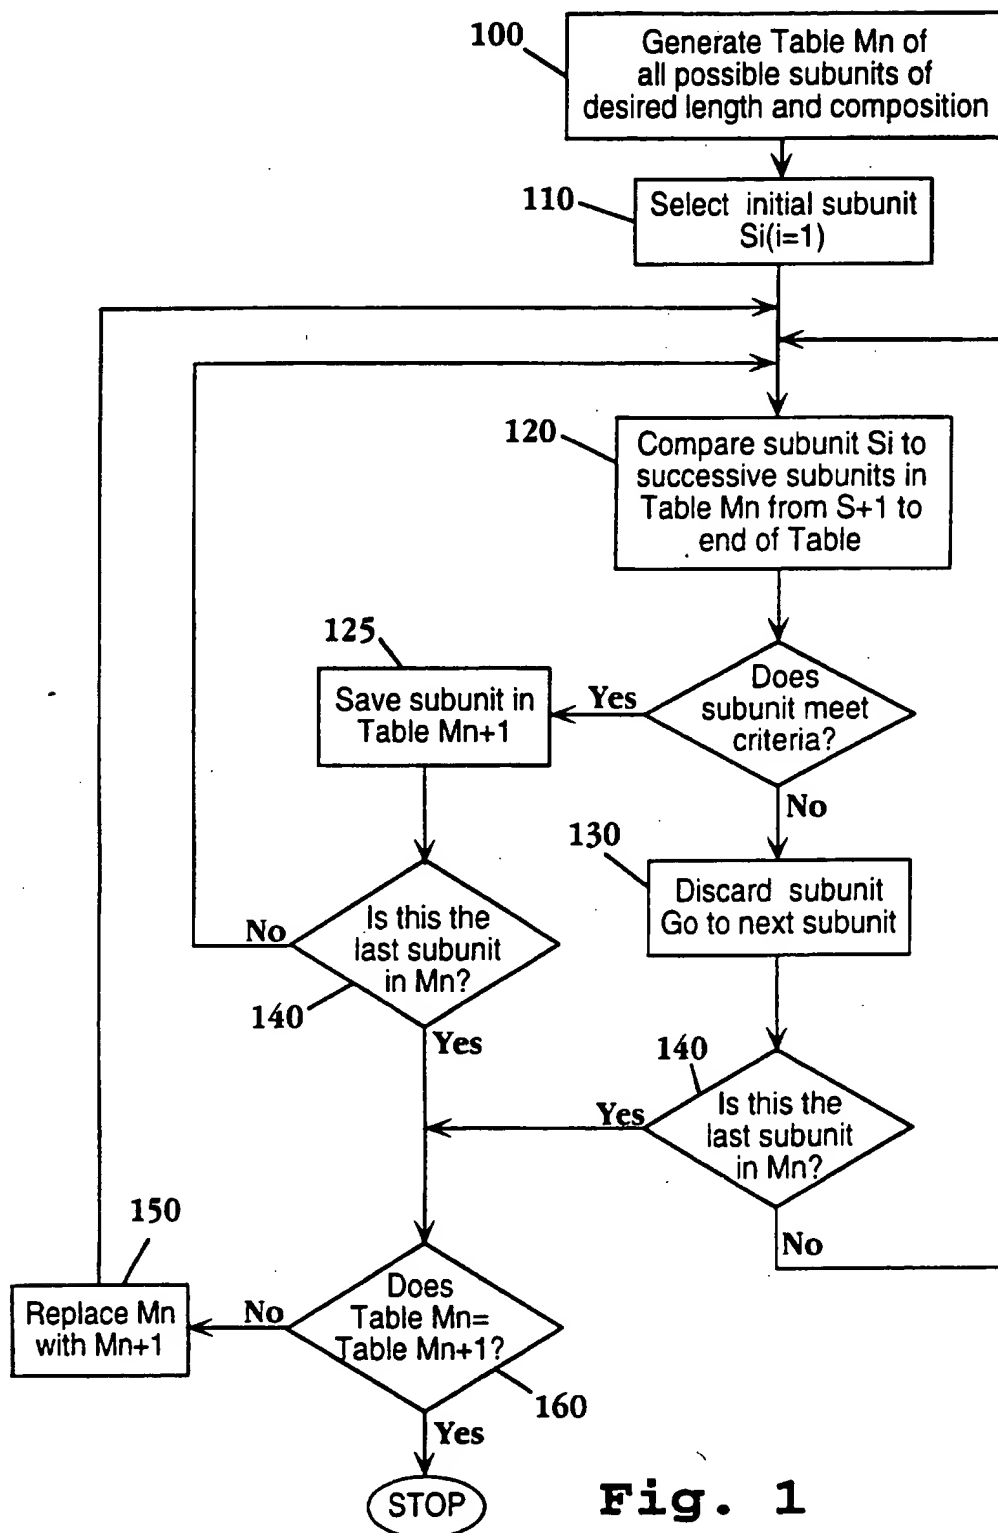 100
Generate Table Mn of
all possible subunits of
desired length and composition
110
Select initial subunit
Si(i=1)
120
Compare subunit Si to
successive subunits in
Table Mn from S+1 to
end of Table
125
Save subunit in
Table Mn+1
Yes
Does
subunit meet
criteria?
No
130
Discard subunit
Go to next subunit
No
Is this the
last subunit
in Mn?
140
Yes
140
Yes
Is this the
last subunit
in Mn?
No
150
Replace Mn
with Mn+1
No
Does
Table Mn=
Table Mn+1?
160
Yes
STOP
Fig. 1